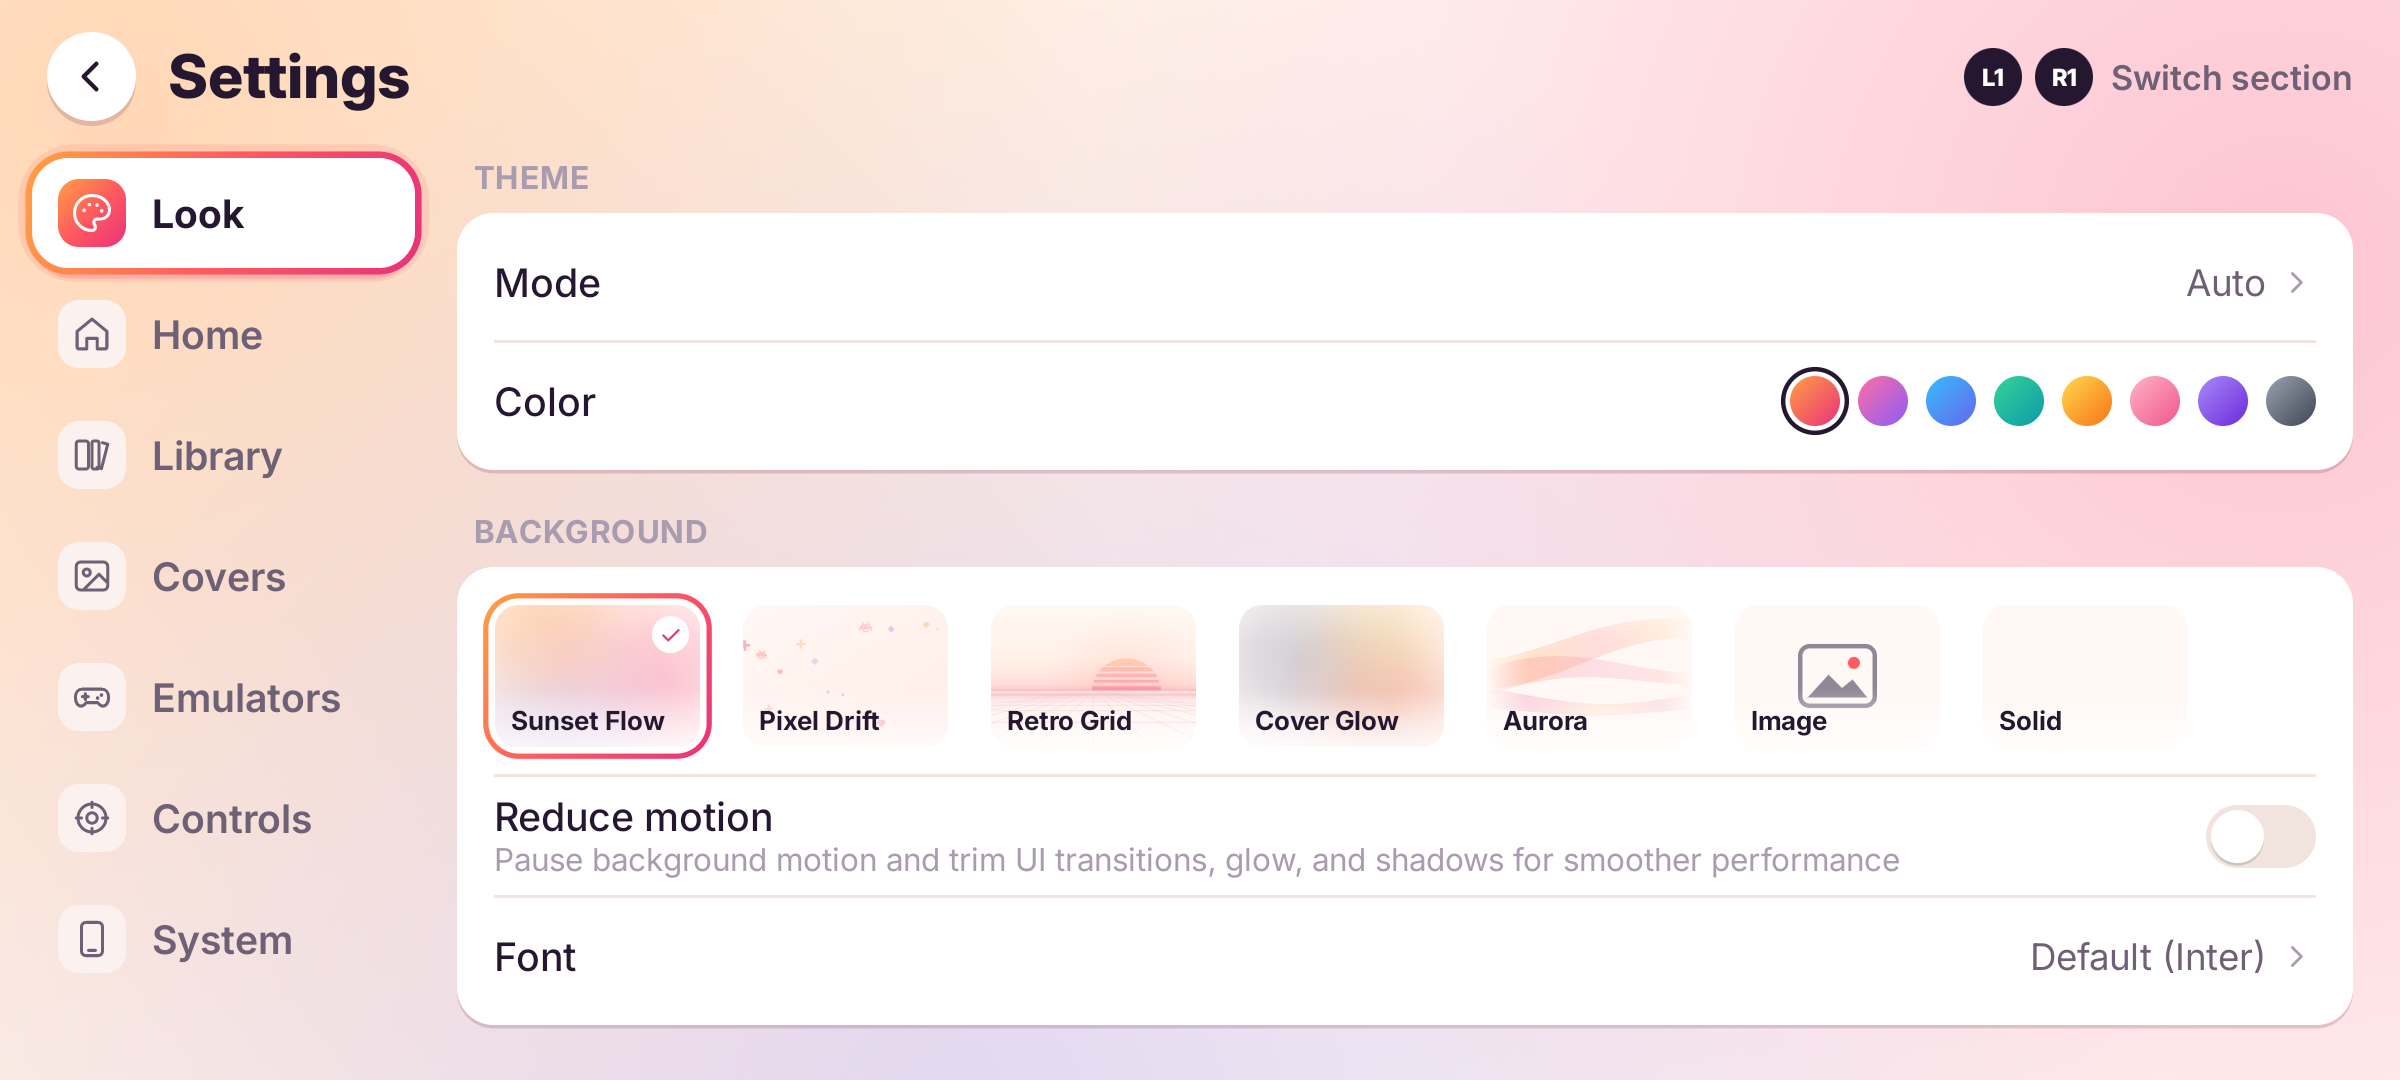 Settings
L1 R1 Switch section
Look
Home
Library
Covers
Emulators
Controls
System
THEME
Mode Auto
Color
BACKGROUND
Sunset Flow Pixel Drift Retro Grid Cover Glow Aurora Image Solid
Reduce motion
Pause background motion and trim UI transitions, glow, and shadows for smoother performance
Font Default (Inter)